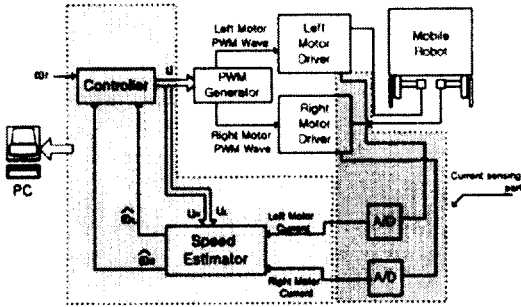 Left Motor
PWM Wave
Left
Motor
Driver
Mobile
Robot
ωr
Controller
u
PWM
Generator
Right Motor
PWM Wave
Right
Motor
Driver
PC
Current sensing
part
Left Motor
Current
A/D
Speed
Estimator
Right Motor
Current
A/D